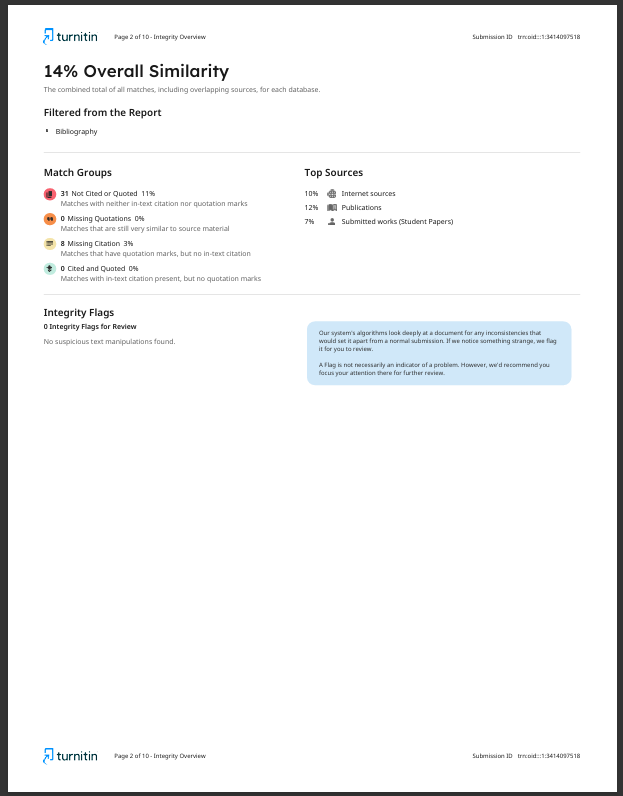 turnitin Page 2 of 10 - Integrity Overview Submission ID trn:oid:::1:3414097518
14% Overall Similarity
The combined total of all matches, including overlapping sources, for each database.
Filtered from the Report
Bibliography
Match Groups
31 Not Cited or Quoted 11%
Matches with neither in-text citation nor quotation marks
0 Missing Quotations 0%
Matches that are still very similar to source material
8 Missing Citation 3%
Matches that have quotation marks, but no in-text citation
0 Cited and Quoted 0%
Matches with in-text citation present, but no quotation marks
Top Sources
10% Internet sources
12% Publications
7% Submitted works (Student Papers)
Integrity Flags
0 Integrity Flags for Review
No suspicious text manipulations found.
Our system's algorithms look deeply at a document for any inconsistencies that
would set it apart from a normal submission. If we notice something strange, we flag
it for you to review.
A Flag is not necessarily an indicator of a problem. However, we'd recommend you
focus your attention there for further review.
turnitin Page 2 of 10 - Integrity Overview Submission ID trn:oid:::1:3414097518